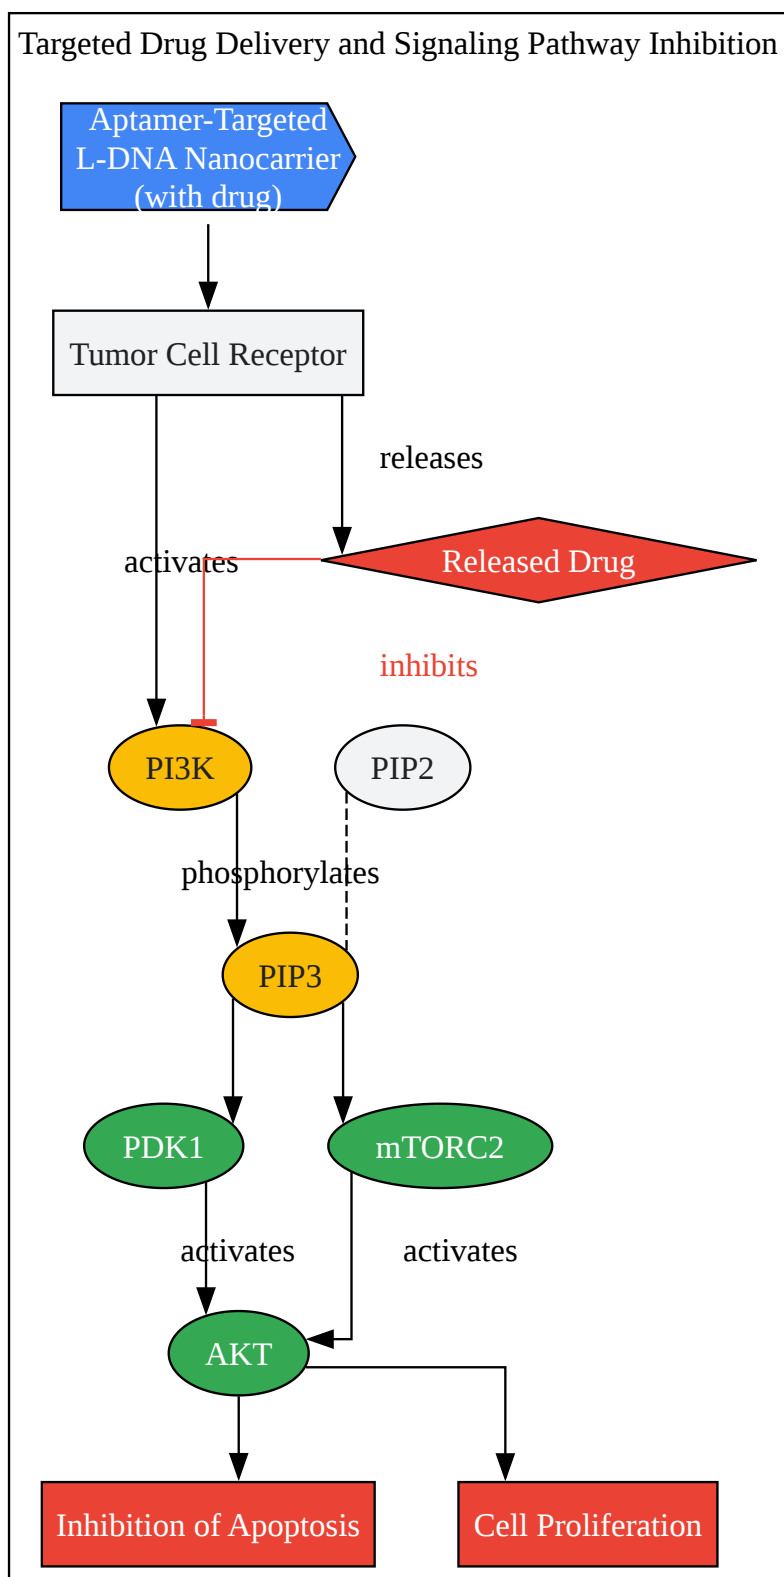 Targeted Drug Delivery and Signaling Pathway Inhibition
Aptamer-Targeted
L-DNA Nanocarrier
(with drug)
Tumor Cell Receptor
releases
activates
Released Drug
inhibits
PI3K
PIP2
phosphorylates
PIP3
PDK1
mTORC2
activates
activates
AKT
Inhibition of Apoptosis
Cell Proliferation